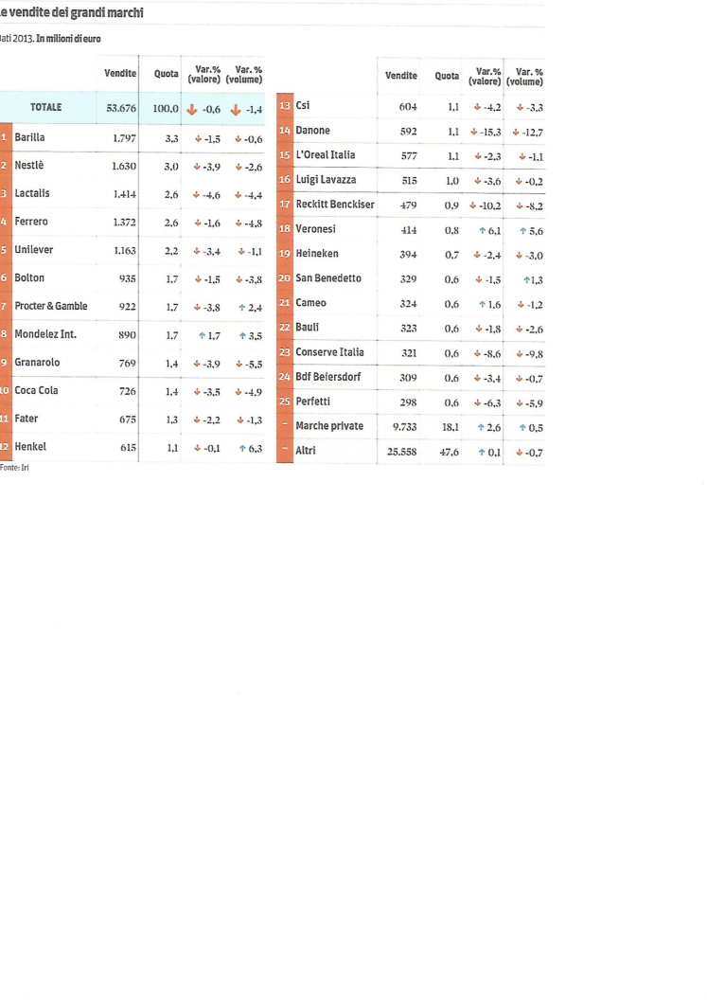 Le vendite dei grandi marchi
Dati 2013. In milioni di euro
Vendite Quota Var.% (valore) Var. % (volume)
TOTALE 53.676 100,0 -0,6 -1,4
1 Barilla 1.797 3,3 -1,5 -0,6
2 Nestlè 1.630 3,0 -3,9 -2,6
3 Lactalis 1.414 2,6 -4,6 -4,4
4 Ferrero 1.372 2,6 -1,6 -4,8
5 Unilever 1.163 2,2 -3,4 -1,1
6 Bolton 935 1,7 -1,5 -3,8
7 Procter & Gamble 922 1,7 -3,8 2,4
8 Mondelez Int. 890 1,7 1,7 3,5
9 Granarolo 769 1,4 -3,9 -5,5
10 Coca Cola 726 1,4 -3,5 -4,9
11 Fater 675 1,3 -2,2 -1,3
12 Henkel 615 1,1 -0,1 6,3
Fonte: Iri
Vendite Quota Var.% (valore) Var. % (volume)
13 Csi 604 1,1 -4,2 -3,3
14 Danone 592 1,1 -15,3 -12,7
15 L'Oreal Italia 577 1,1 -2,3 -1,1
16 Luigi Lavazza 515 1,0 -3,6 -0,2
17 Reckitt Benckiser 479 0,9 -10,2 -8,2
18 Veronesi 414 0,8 6,1 5,6
19 Heineken 394 0,7 -2,4 -3,0
20 San Benedetto 329 0,6 -1,5 1,3
21 Cameo 324 0,6 1,6 -1,2
22 Bauli 323 0,6 -1,8 -2,6
23 Conserve Italia 321 0,6 -8,6 -9,8
24 Bdf Beiersdorf 309 0,6 -3,4 -0,7
25 Perfetti 298 0,6 -6,3 -5,9
- Marche private 9.733 18,1 2,6 0,5
- Altri 25.558 47,6 0,1 -0,7